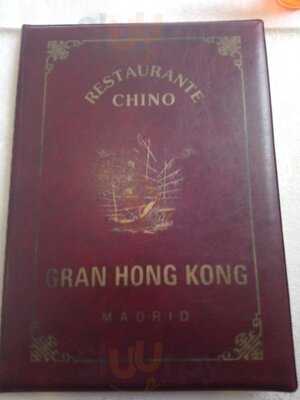 RESTAURANTE
CHINO
GRAN HONG KONG
MADRID